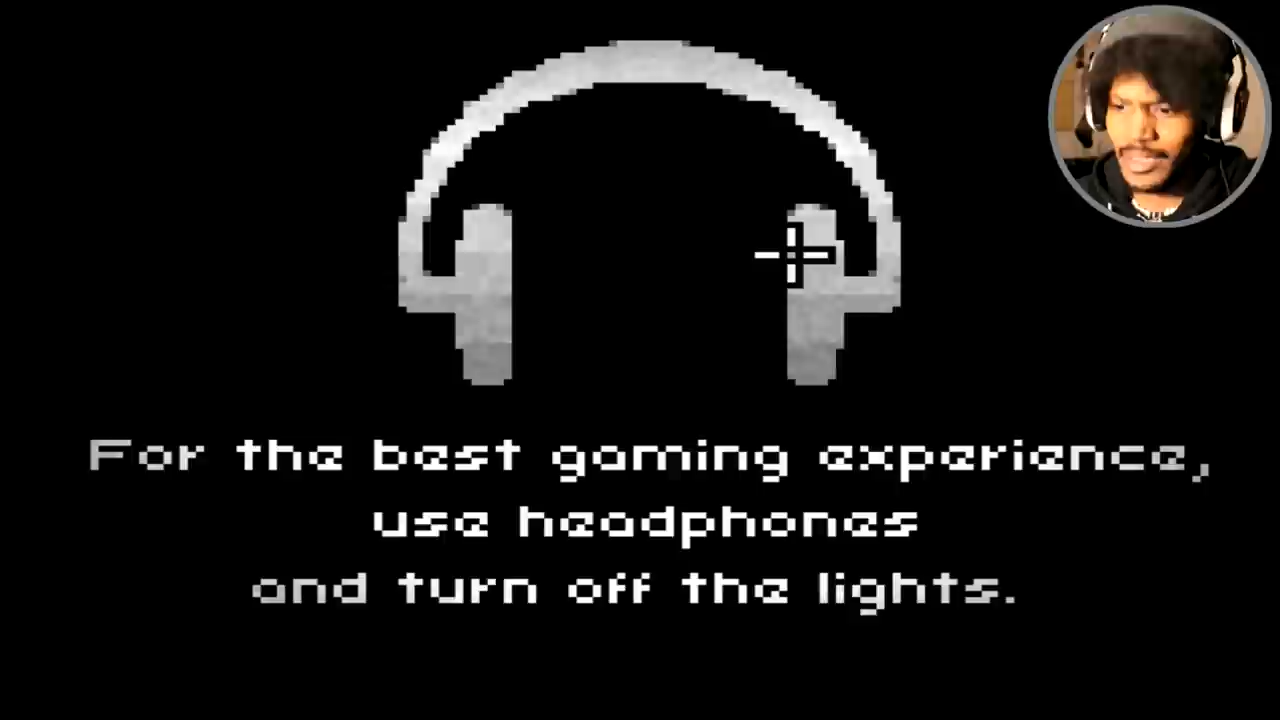 For the best gaming experience,
use headphones
and turn off the lights.